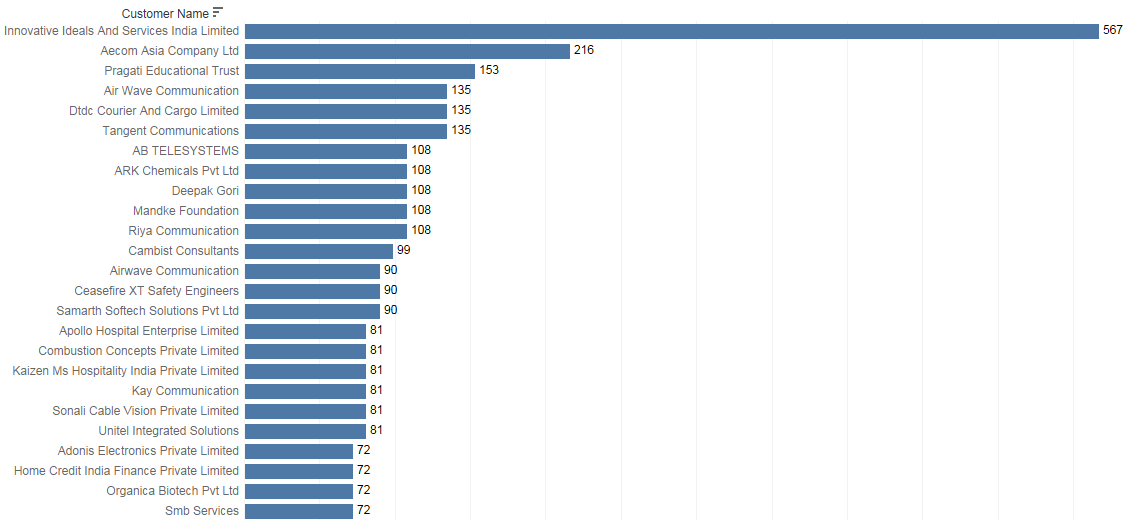 Customer Name
Innovative Ideals And Services India Limited 567
Aecom Asia Company Ltd 216
Pragati Educational Trust 153
Air Wave Communication 135
Dtdc Courier And Cargo Limited 135
Tangent Communications 135
AB TELESYSTEMS 108
ARK Chemicals Pvt Ltd 108
Deepak Gori 108
Mandke Foundation 108
Riya Communication 108
Cambist Consultants 99
Airwave Communication 90
Ceasefire XT Safety Engineers 90
Samarth Softech Solutions Pvt Ltd 90
Apollo Hospital Enterprise Limited 81
Combustion Concepts Private Limited 81
Kaizen Ms Hospitality India Private Limited 81
Kay Communication 81
Sonali Cable Vision Private Limited 81
Unitel Integrated Solutions 81
Adonis Electronics Private Limited 72
Home Credit India Finance Private Limited 72
Organica Biotech Pvt Ltd 72
Smb Services 72